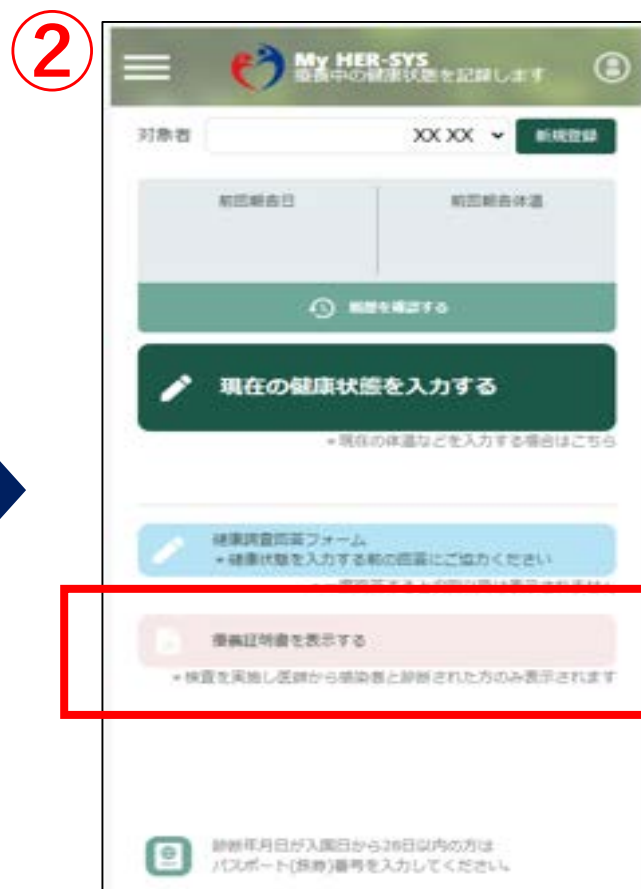 ②
My HER-SYS
療養中の健康状態を記録します
対象者
XX XX
新規登録
前回報告日
前回報告体温
履歴を確認する
現在の健康状態を入力する
*現在の体温などを入力する場合はこちら
健康調査回答フォーム
*健康状態を入力する前の回答にご協力ください
療養証明書を表示する
*検査を実施し医師から感染者と診断された方のみ表示されます
診断年月日が入国日から28日以内の方は
パスポート(旅券)番号を入力してください。